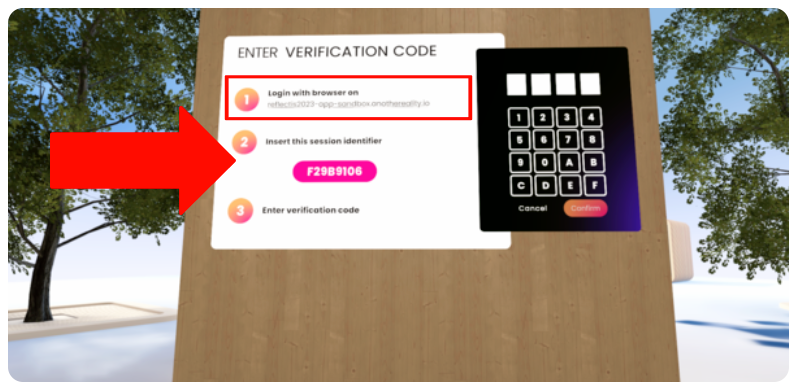 ENTER VERIFICATION CODE
1
Login with browser on
reflectis2023-app-sandbox.anothereality.io
2
Insert this session identifier
F29B9106
3
Enter verification code
1 2 3 4
5 6 7 8
9 0 A B
C D E F
Cancel Confirm